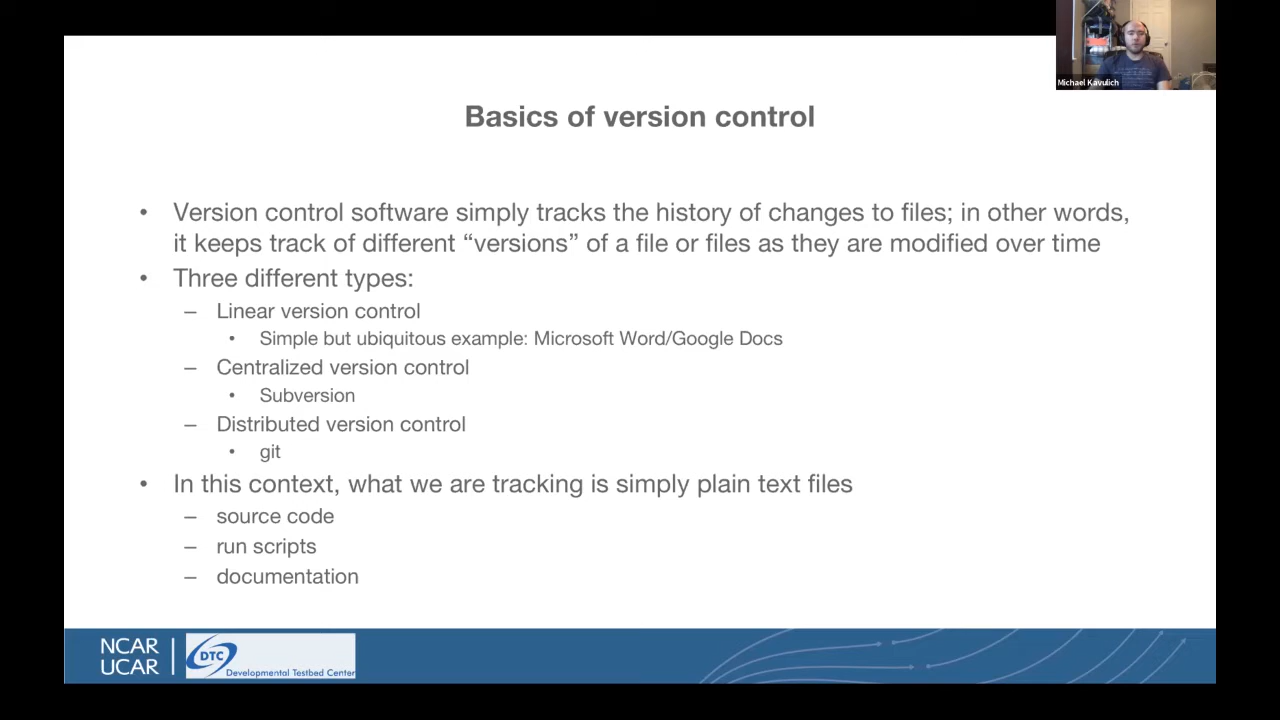 Michael Kavulich
Basics of version control
• Version control software simply tracks the history of changes to files; in other words,
it keeps track of different “versions” of a file or files as they are modified over time
• Three different types:
– Linear version control
• Simple but ubiquitous example: Microsoft Word/Google Docs
– Centralized version control
• Subversion
– Distributed version control
• git
• In this context, what we are tracking is simply plain text files
– source code
– run scripts
– documentation
NCAR
UCAR
DTC
Developmental Testbed Center